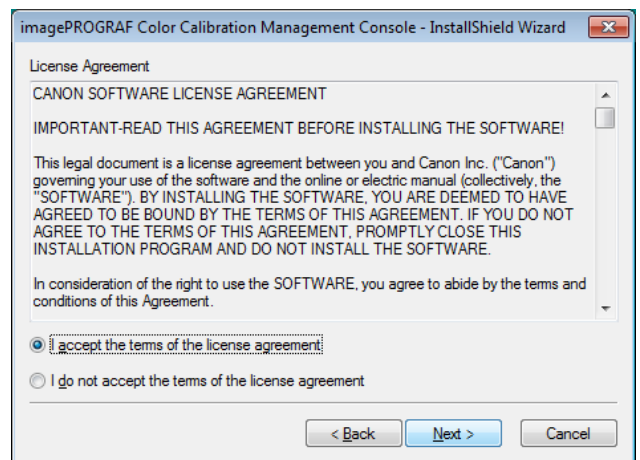 imagePROGRAF Color Calibration Management Console - InstallShield Wizard
License Agreement
CANON SOFTWARE LICENSE AGREEMENT
IMPORTANT-READ THIS AGREEMENT BEFORE INSTALLING THE SOFTWARE!
This legal document is a license agreement between you and Canon Inc. ("Canon")
governing your use of the software and the online or electric manual (collectively, the
"SOFTWARE"). BY INSTALLING THE SOFTWARE, YOU ARE DEEMED TO HAVE
AGREED TO BE BOUND BY THE TERMS OF THIS AGREEMENT. IF YOU DO NOT
AGREE TO THE TERMS OF THIS AGREEMENT, PROMPTLY CLOSE THIS
INSTALLATION PROGRAM AND DO NOT INSTALL THE SOFTWARE.
In consideration of the right to use the SOFTWARE, you agree to abide by the terms and
conditions of this Agreement.
I accept the terms of the license agreement
I do not accept the terms of the license agreement
< Back Next > Cancel